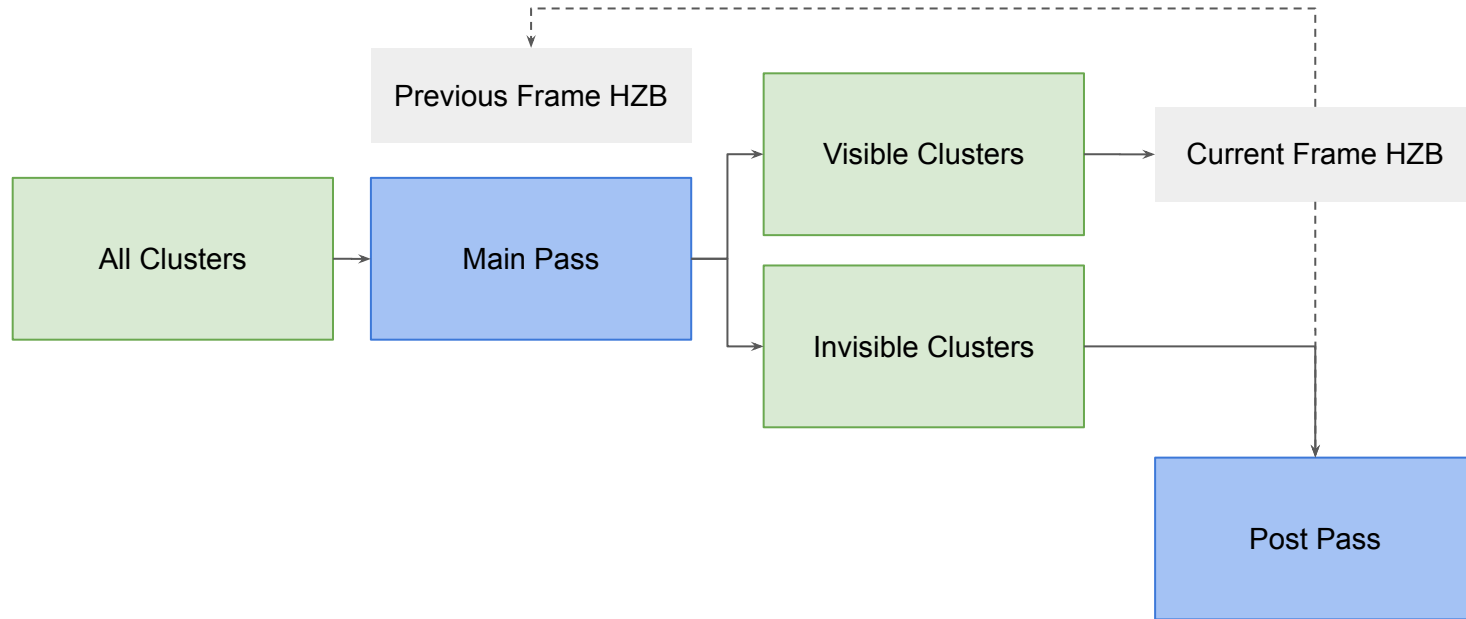 Previous Frame HZB
Visible Clusters
Current Frame HZB
All Clusters
Main Pass
Invisible Clusters
Post Pass